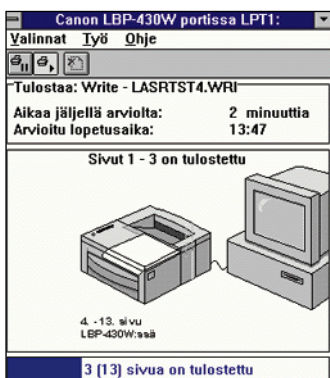 Canon LBP-430W portissa LPT1:
Valinnat Työ Ohje
Tulostaa: Write - LASRTST4.WRI
Aikaa jäljellä arviolta: 2 minuuttia
Arvioitu lopetusaika: 13:47
Sivut 1 - 3 on tulostettu
4. -13. sivu
LBP-430W:ssä
3 (13) sivua on tulostettu